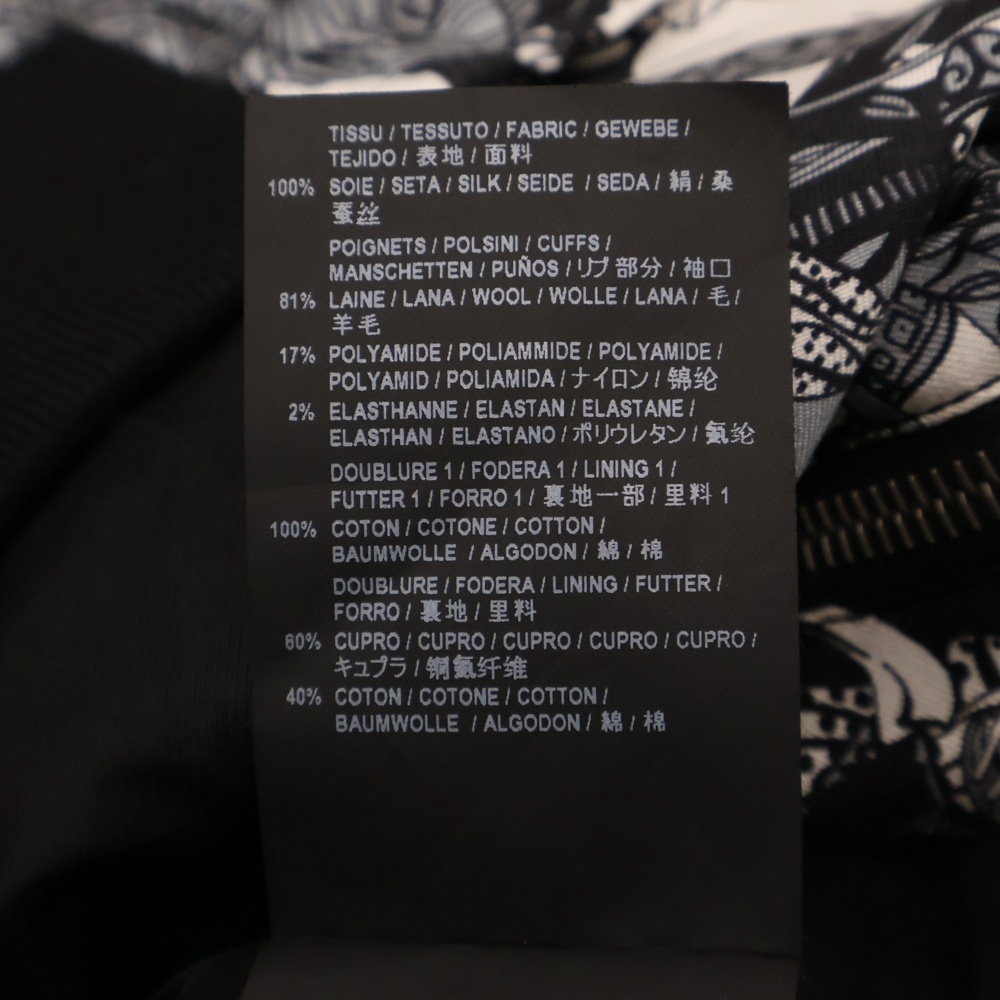 TISSU / TESSUTO / FABRIC / GEWEBE /
TEJIDO / 表地 / 面料
100% SOIE / SETA / SILK / SEIDE / SEDA / 絹 / 桑
蚕丝
POIGNETS / POLSINI / CUFFS /
MANSCHETTEN / PUÑOS / リブ部分 / 袖口
81% LAINE / LANA / WOOL / WOLLE / LANA / 毛 /
羊毛
17% POLYAMIDE / POLIAMMIDE / POLYAMIDE /
POLYAMID / POLIAMIDA / ナイロン / 锦纶
2% ELASTHANNE / ELASTAN / ELASTANE /
ELASTHAN / ELASTANO / ポリウレタン / 氨纶
DOUBLURE 1 / FODERA 1 / LINING 1 /
FUTTER 1 / FORRO 1 / 裏地一部 / 里料 1
100% COTON / COTONE / COTTON /
BAUMWOLLE / ALGODON / 綿 / 棉
DOUBLURE / FODERA / LINING / FUTTER /
FORRO / 裏地 / 里料
60% CUPRO / CUPRO / CUPRO / CUPRO / CUPRO /
キュプラ / 铜氨纤维
40% COTON / COTONE / COTTON /
BAUMWOLLE / ALGODON / 綿 / 棉